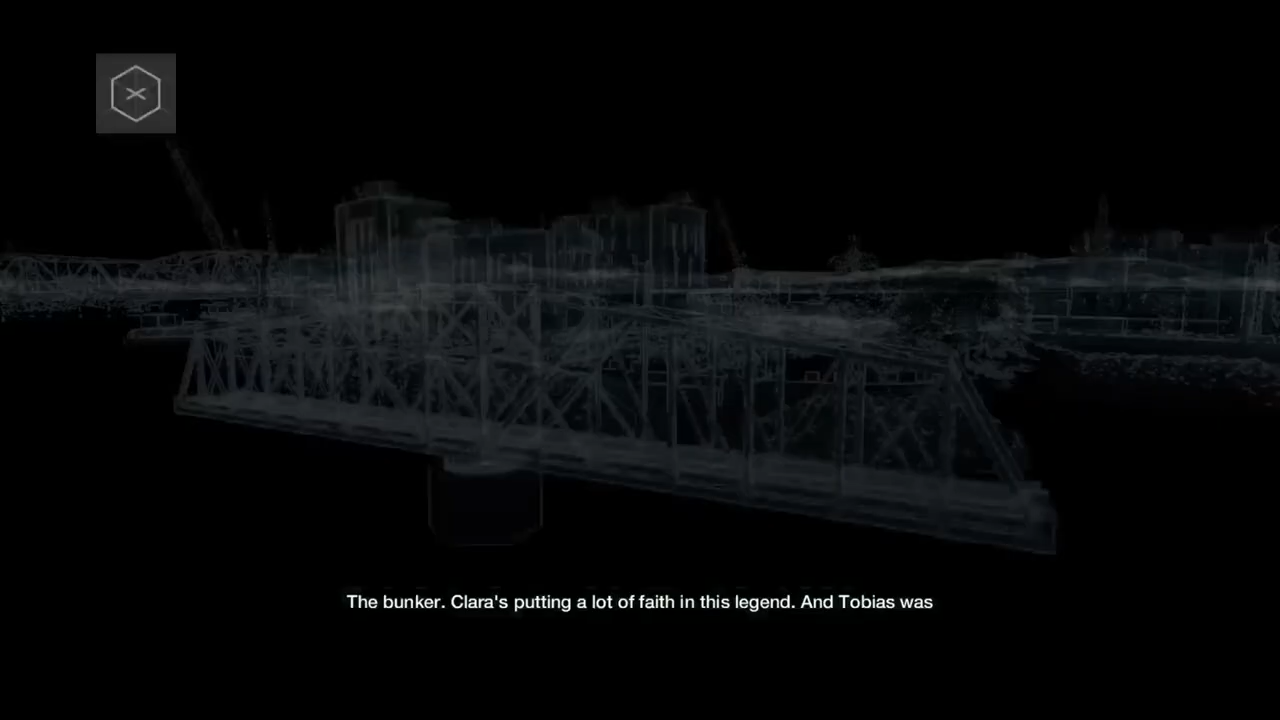 The bunker. Clara's putting a lot of faith in this legend. And Tobias was